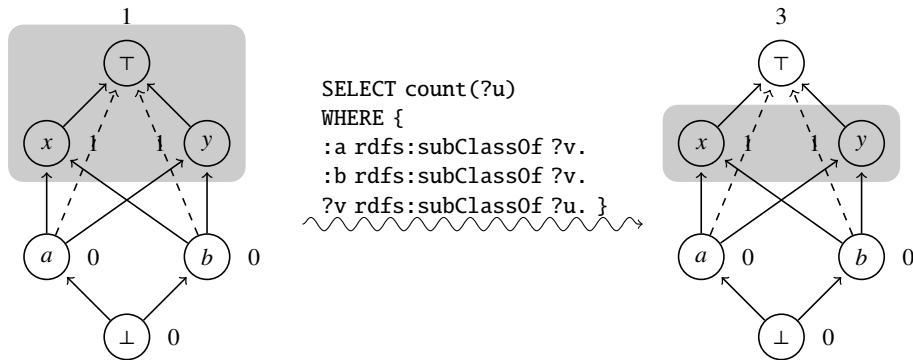 1
⊤
x 1 1 y
a 0 b 0
⊥ 0
SELECT count(?u)
WHERE {
:a rdfs:subClassOf ?v.
:b rdfs:subClassOf ?v.
?v rdfs:subClassOf ?u. }
3
⊤
x 1 1 y
a 0 b 0
⊥ 0